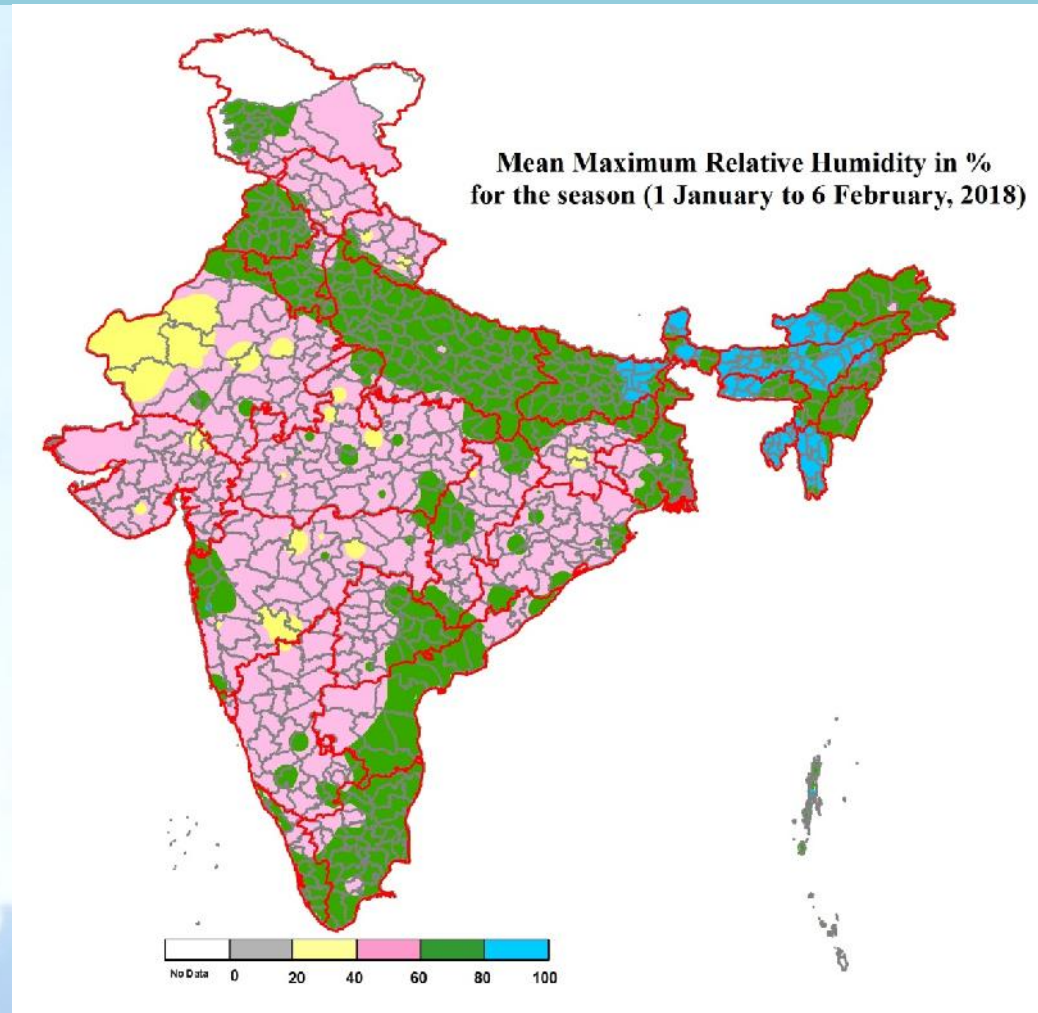 Mean Maximum Relative Humidity in %
for the season (1 January to 6 February, 2018)
No Data 0 20 40 60 80 100